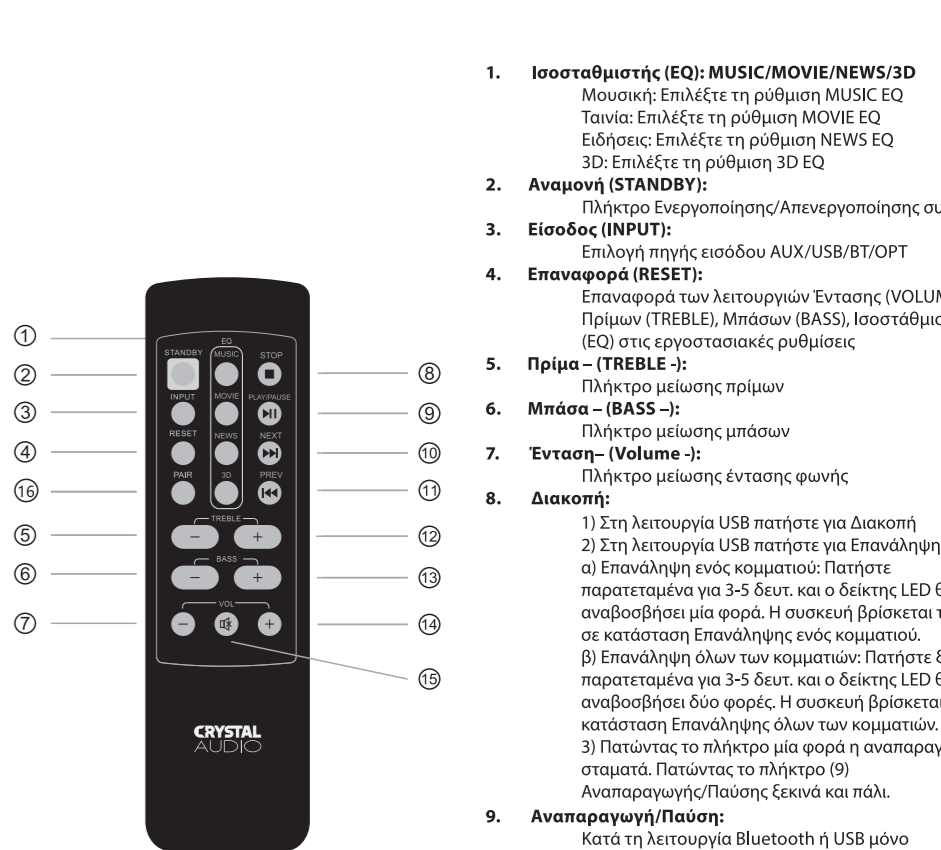 ①
②
③
④
⑯
⑤
⑥
⑦
EQ
STANDBY MUSIC STOP
INPUT MOVIE PLAY/PAUSE
RESET NEWS NEXT
PAIR 3D PREV
TREBLE
− +
BASS
− +
VOL
− +
CRYSTAL
AUDIO
⑧
⑨
⑩
⑪
⑫
⑬
⑭
⑮
1. Ισοσταθμιστής (EQ): MUSIC/MOVIE/NEWS/3D
Μουσική: Επιλέξτε τη ρύθμιση MUSIC EQ
Ταινία: Επιλέξτε τη ρύθμιση MOVIE EQ
Ειδήσεις: Επιλέξτε τη ρύθμιση NEWS EQ
3D: Επιλέξτε τη ρύθμιση 3D EQ
2. Αναμονή (STANDBY):
Πλήκτρο Ενεργοποίησης/Απενεργοποίησης
3. Είσοδος (INPUT):
Επιλογή πηγής εισόδου AUX/USB/BT/OPT
4. Επαναφορά (RESET):
Επαναφορά των λειτουργιών Έντασης
Πρίμων (TREBLE), Μπάσων (BASS),
(EQ) στις εργοστασιακές ρυθμίσεις
5. Πρίμα – (TREBLE -):
Πλήκτρο μείωσης πρίμων
6. Μπάσα – (BASS –):
Πλήκτρο μείωσης μπάσων
7. Ένταση– (Volume -):
Πλήκτρο μείωσης έντασης φωνής
8. Διακοπή:
1) Στη λειτουργία USB πατήστε για Διακοπή
2) Στη λειτουργία USB πατήστε για Επανάληψη
α) Επανάληψη ενός κομματιού: Πατήστε
παρατεταμένα για 3-5 δευτ. και ο δείκτης LED
αναβοσβήσει μία φορά. Η συσκευή βρίσκεται
σε κατάσταση Επανάληψης ενός κομματιού.
β) Επανάληψη όλων των κομματιών: Πατήστε
παρατεταμένα για 3-5 δευτ. και ο δείκτης LED
αναβοσβήσει δύο φορές. Η συσκευή βρίσκεται
κατάσταση Επανάληψης όλων των κομματιών.
3) Πατώντας το πλήκτρο μία φορά η
σταματά. Πατώντας το πλήκτρο (9)
Αναπαραγωγής/Παύσης ξεκινά και πάλι.
9. Αναπαραγωγή/Παύση:
Κατά τη λειτουργία Bluetooth ή USB μόνο